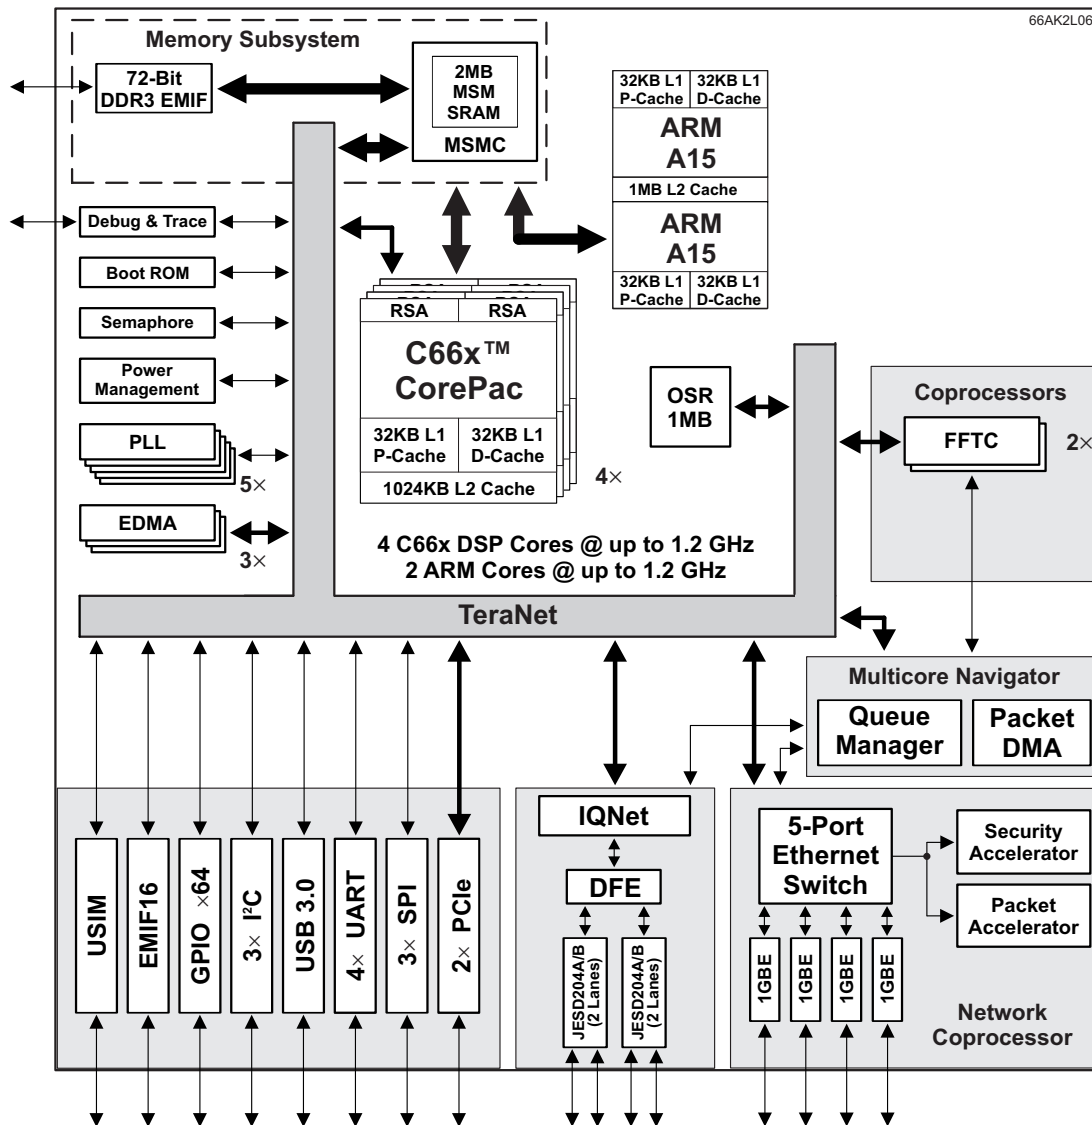 66AK2L06
Memory Subsystem
72-Bit
DDR3 EMIF
2MB
MSM
SRAM
MSMC
32KB L1
P-Cache
32KB L1
D-Cache
ARM
A15
1MB L2 Cache
ARM
A15
32KB L1
P-Cache
32KB L1
D-Cache
Debug & Trace
Boot ROM
Semaphore
Power
Management
PLL
5×
EDMA
3×
RSA
RSA
RSA
RSA
C66x™
CorePac
32KB L1
P-Cache
32KB L1
D-Cache
1024KB L2 Cache
4×
OSR
1MB
Coprocessors
FFTC
2×
4 C66x DSP Cores @ up to 1.2 GHz
2 ARM Cores @ up to 1.2 GHz
TeraNet
Multicore Navigator
Queue
Manager
Packet
DMA
USIM
EMIF16
GPIO ×64
3× I²C
USB 3.0
4× UART
3× SPI
2× PCIe
IQNet
DFE
JESD204A/B
(2 Lanes)
JESD204A/B
(2 Lanes)
5-Port
Ethernet
Switch
Security
Accelerator
Packet
Accelerator
1GBE
1GBE
1GBE
1GBE
Network
Coprocessor